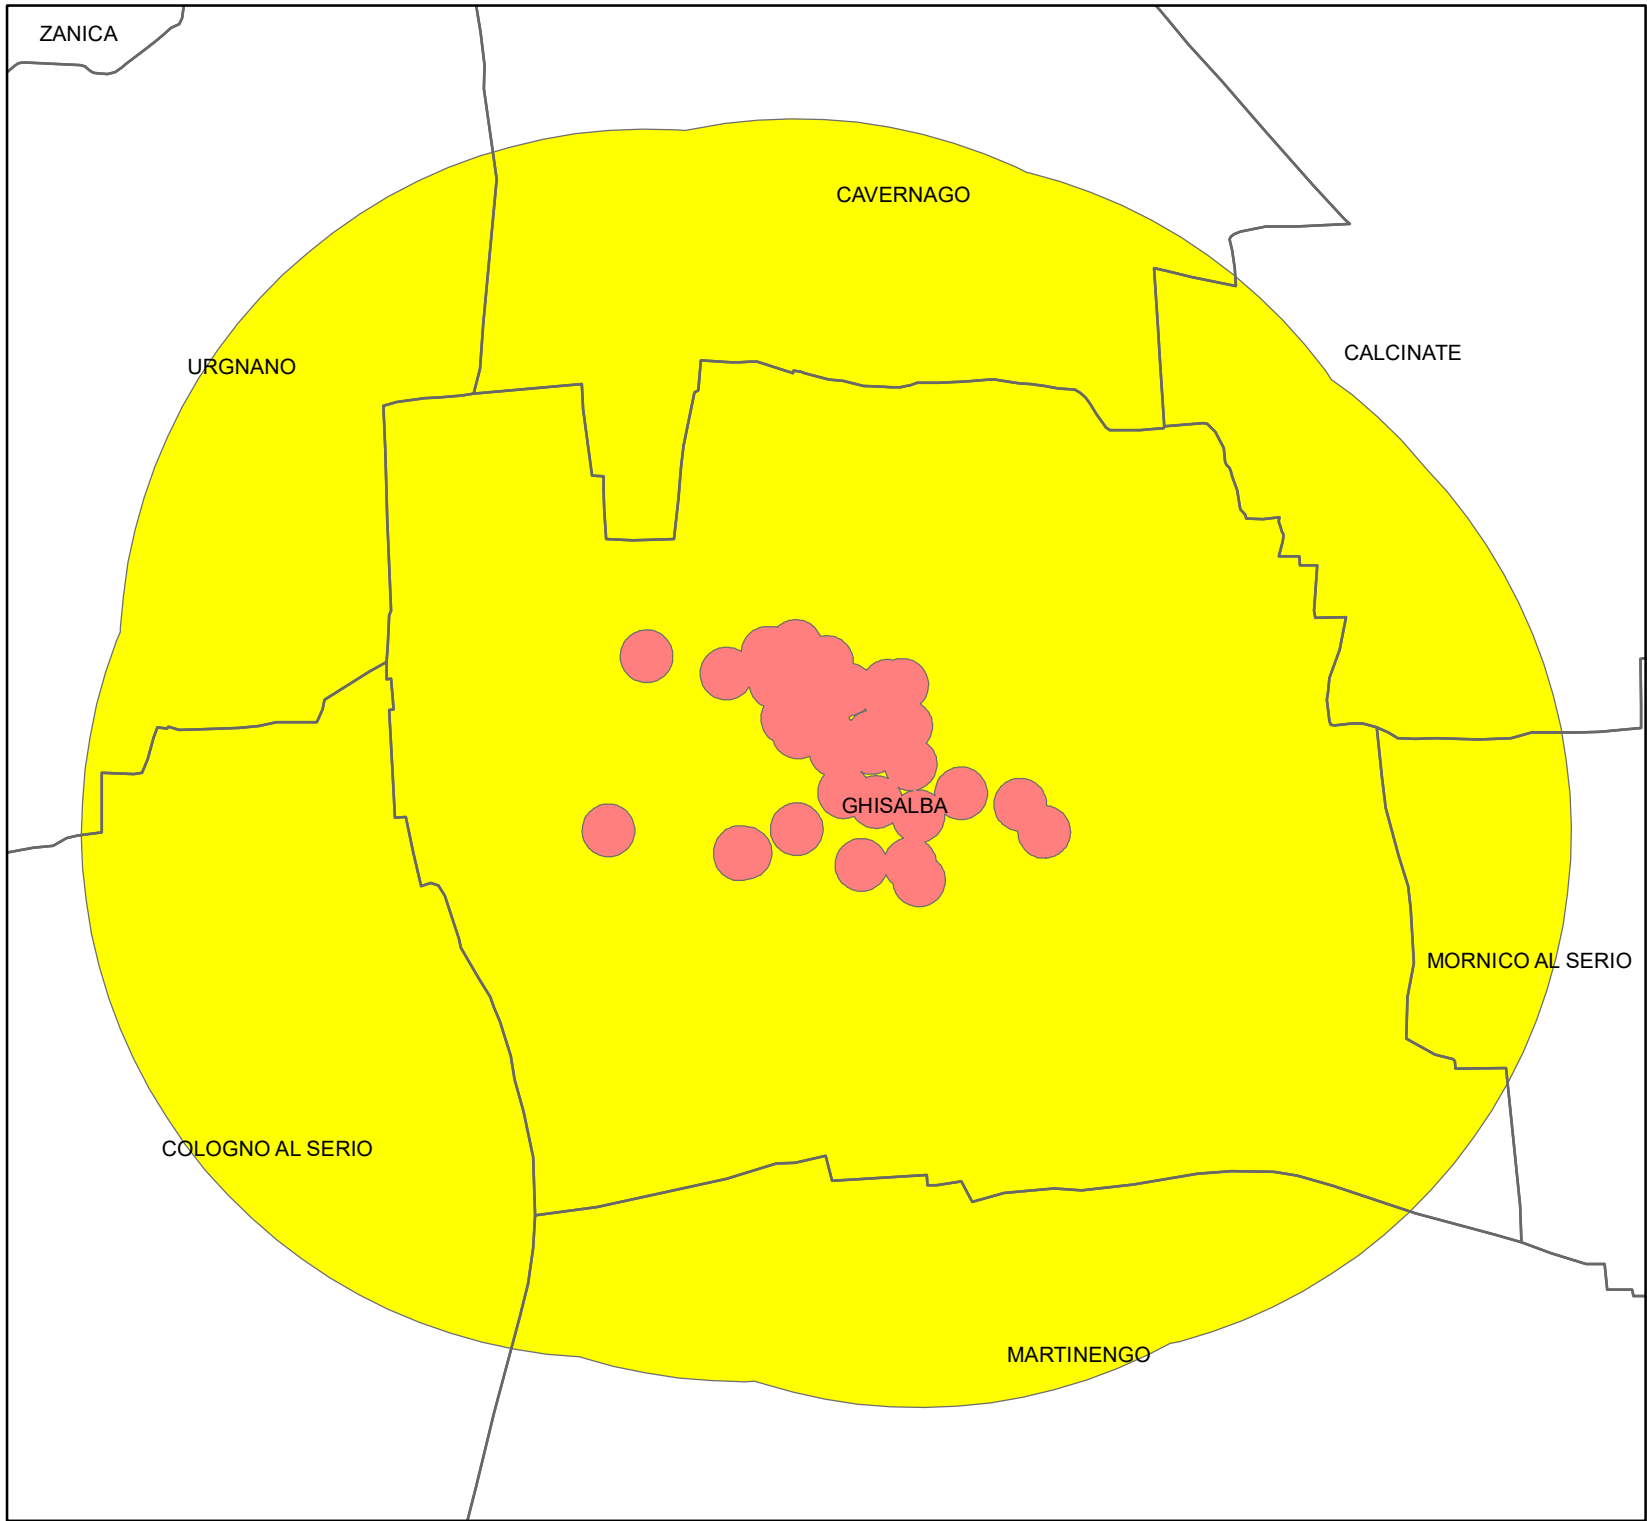 ZANICA
CAVERNAGO
CALCINATE
URGNANO
GHISALBA
MORNICO AL SERIO
COLOGNO AL SERIO
MARTINENGO